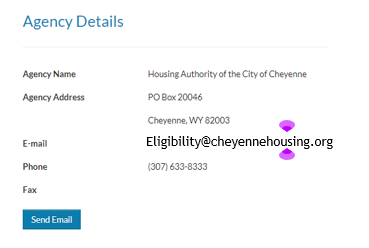 Agency Details
Agency Name Housing Authority of the City of Cheyenne
Agency Address PO Box 20046
Cheyenne, WY 82003
E-mail Eligibility@cheyennehousing.org
Phone (307) 633-8333
Fax
Send Email